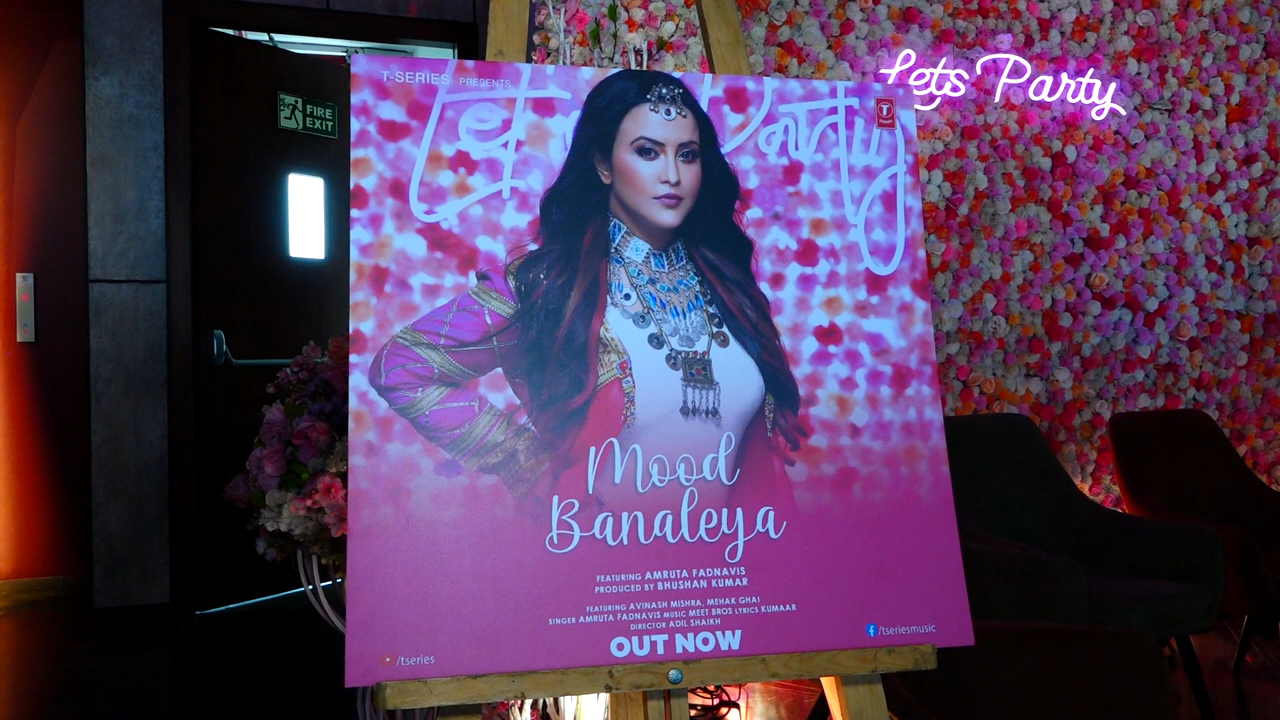 T-SERIES PRESENTS
Let's Party
T
FIRE
EXIT
Lets Party
Mood
Banaleya
FEATURING AMRUTA FADNAVIS
PRODUCED BY BHUSHAN KUMAR
FEATURING AVINASH MISHRA, MEHAK GHAI
SINGER AMRUTA FADNAVIS MUSIC MEET BROS LYRICS KUMAAR
DIRECTOR ADIL SHAIKH
OUT NOW
/tseries
f /tseriesmusic